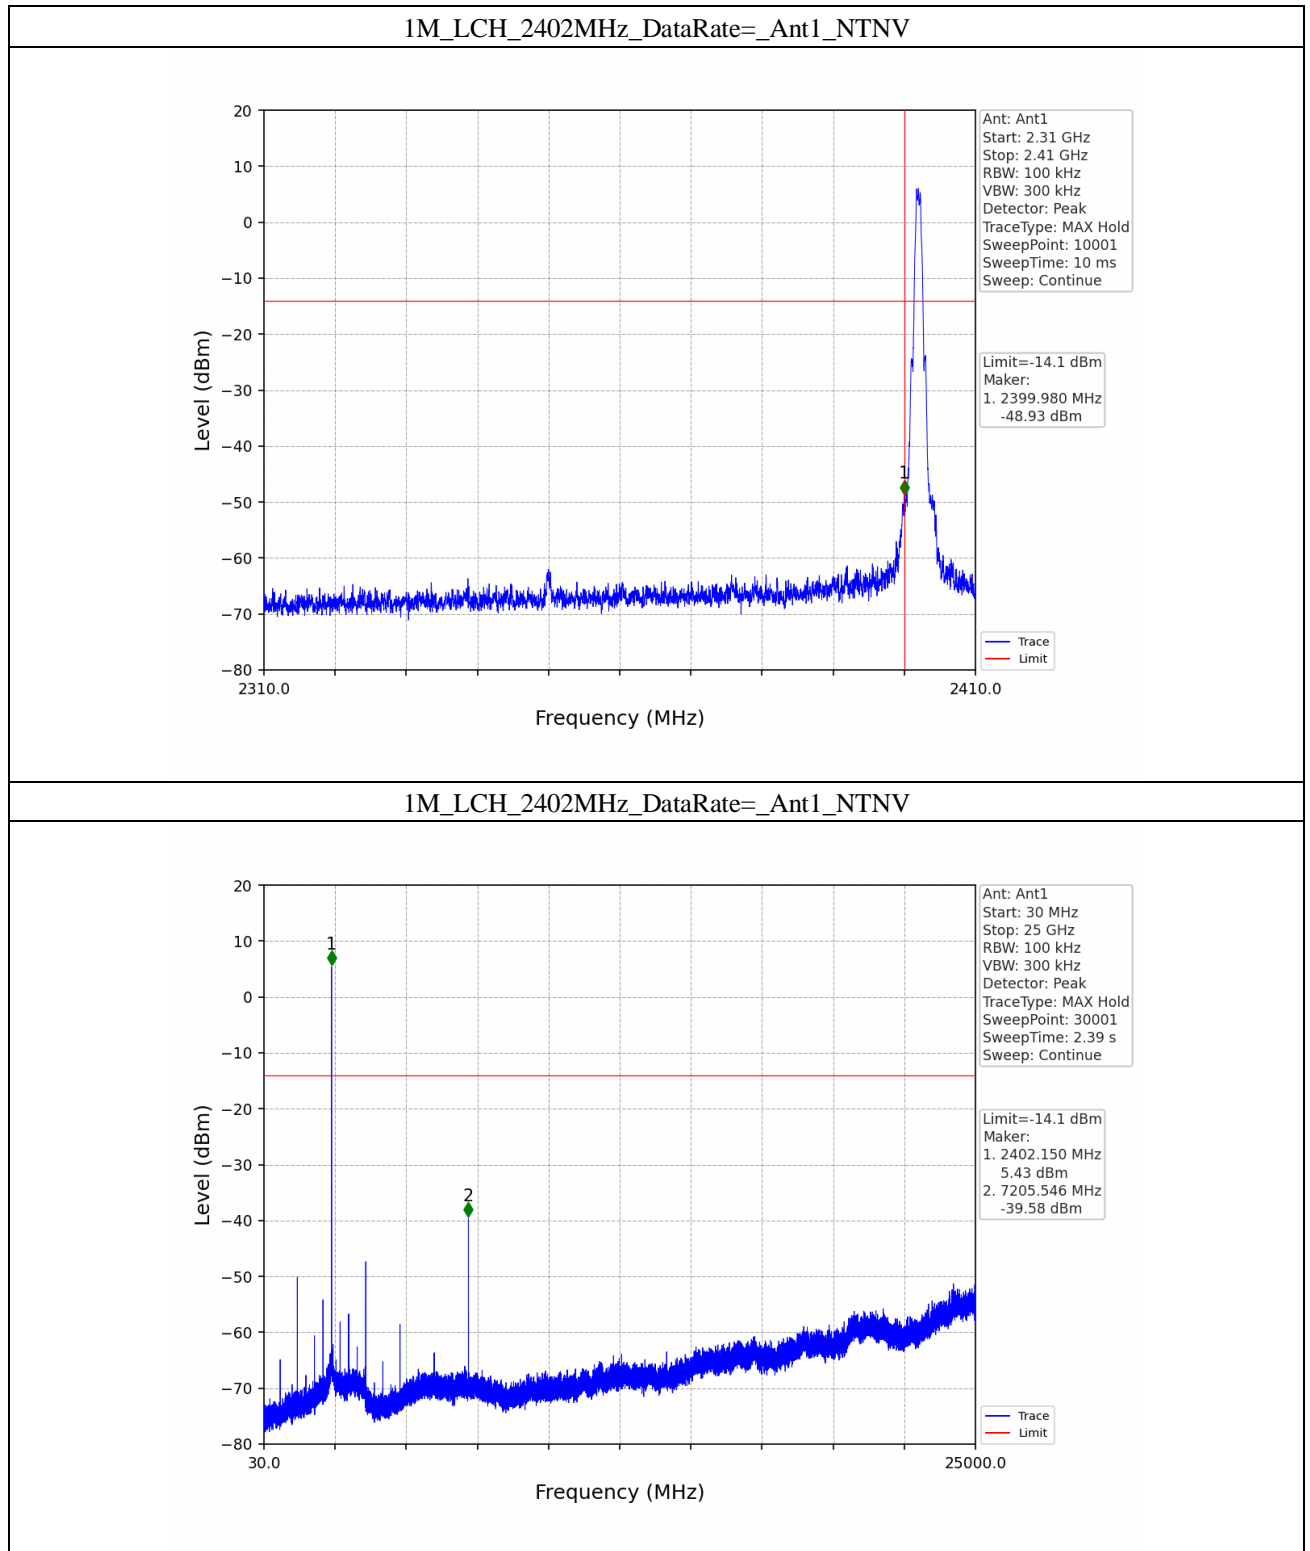 1M_LCH_2402MHz_DataRate=_Ant1_NTNV
20
10
0
−10
−20
−30
−40
−50
−60
−70
−80
Level (dBm)
1
2310.0
2410.0
Frequency (MHz)
Ant: Ant1
Start: 2.31 GHz
Stop: 2.41 GHz
RBW: 100 kHz
VBW: 300 kHz
Detector: Peak
TraceType: MAX Hold
SweepPoint: 10001
SweepTime: 10 ms
Sweep: Continue
Limit=-14.1 dBm
Maker:
1. 2399.980 MHz
-48.93 dBm
Trace
Limit
1M_LCH_2402MHz_DataRate=_Ant1_NTNV
20
10
0
−10
−20
−30
−40
−50
−60
−70
−80
Level (dBm)
1
2
30.0
25000.0
Frequency (MHz)
Ant: Ant1
Start: 30 MHz
Stop: 25 GHz
RBW: 100 kHz
VBW: 300 kHz
Detector: Peak
TraceType: MAX Hold
SweepPoint: 30001
SweepTime: 2.39 s
Sweep: Continue
Limit=-14.1 dBm
Maker:
1. 2402.150 MHz
5.43 dBm
2. 7205.546 MHz
-39.58 dBm
Trace
Limit